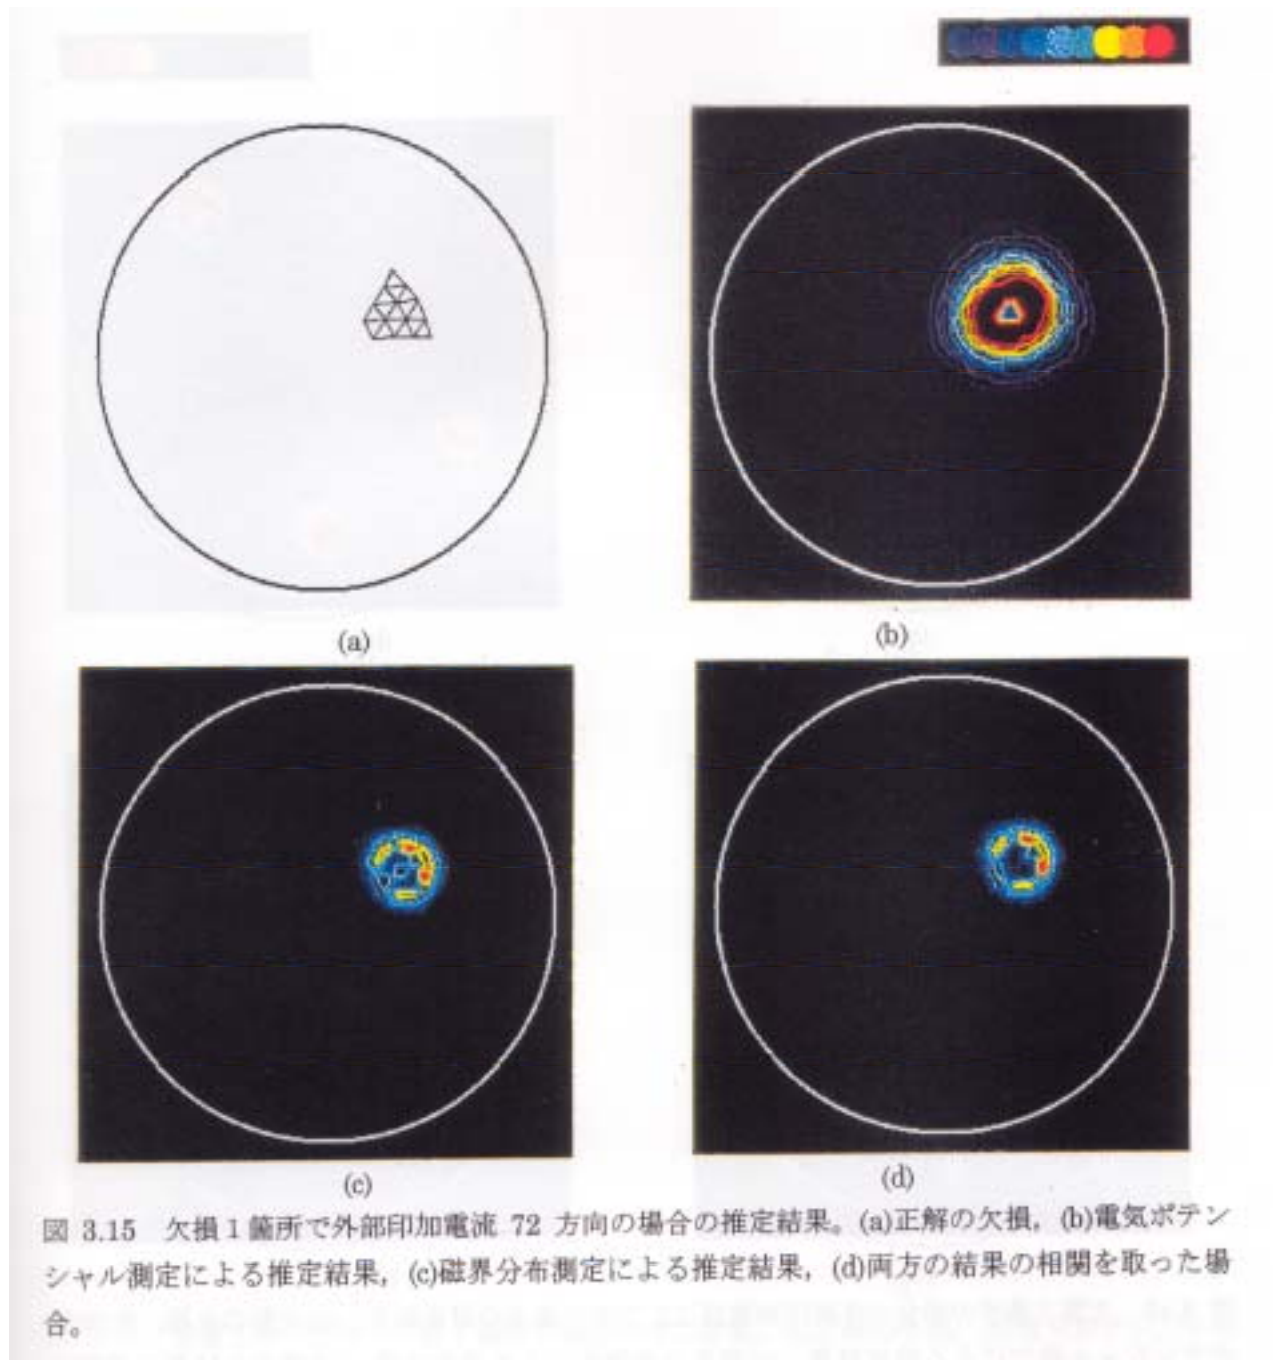 (a)
(b)
(c)
(d)
図 3.15 欠損1箇所で外部印加電流 72 方向の場合の推定結果。(a)正解の欠損，(b)電気ポテン
シャル測定による推定結果，(c)磁界分布測定による推定結果，(d)両方の結果の相関を取った場
合。